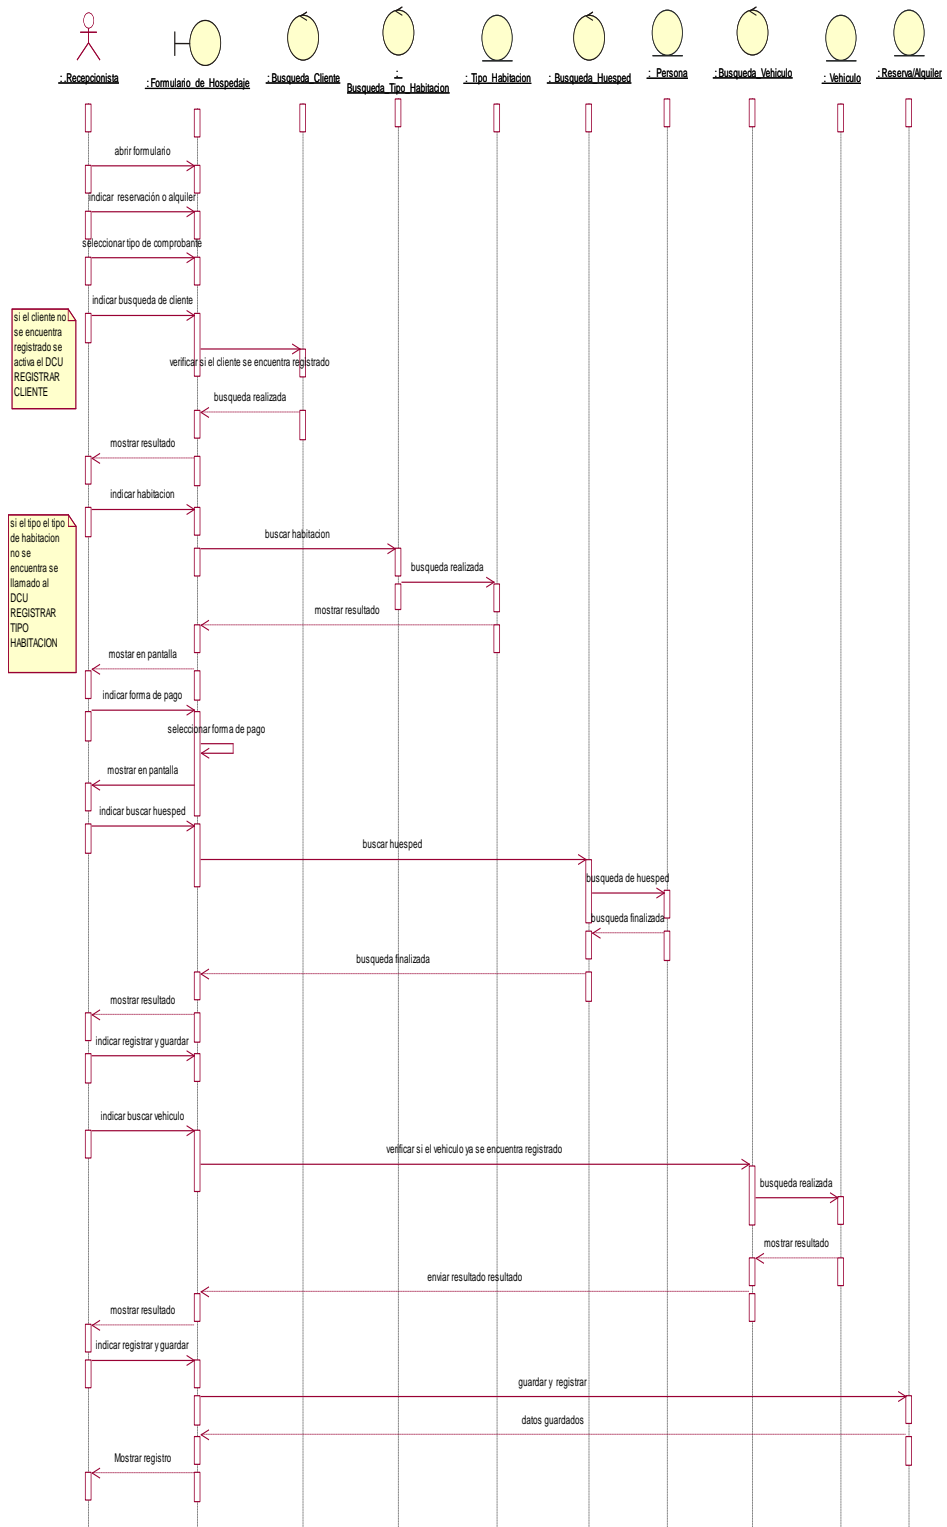 : .Recepcionista
: Formulario_de_Hospedaje
: Busqueda_Cliente
:
Busqueda_Tipo_Habitacion
: Tipo_Habitacion
: Busqueda_Huesped
: Persona
: Busqueda_Vehiculo
: Vehiculo
: Reserva/Alquiler
abrir formulario
indicar reservación o alquiler
seleccionar tipo de comprobante
indicar busqueda de cliente
si el cliente no
se encuentra
registrado se
activa el DCU
REGISTRAR
CLIENTE
verificar si el cliente se encuentra registrado
busqueda realizada
mostrar resultado
indicar habitacion
si el tipo el tipo
de habitacion
no se
encuentra se
llamado al
DCU
REGISTRAR
TIPO
HABITACION
buscar habitacion
busqueda realizada
mostrar resultado
mostar en pantalla
indicar forma de pago
seleccionar forma de pago
mostrar en pantalla
indicar buscar huesped
buscar huesped
busqueda de huesped
busqueda finalizada
busqueda finalizada
mostrar resultado
indicar registrar y guardar
indicar buscar vehiculo
verificar si el vehiculo ya se encuentra registrado
busqueda realizada
mostrar resultado
enviar resultado resultado
mostrar resultado
indicar registrar y guardar
guardar y registrar
datos guardados
Mostrar registro